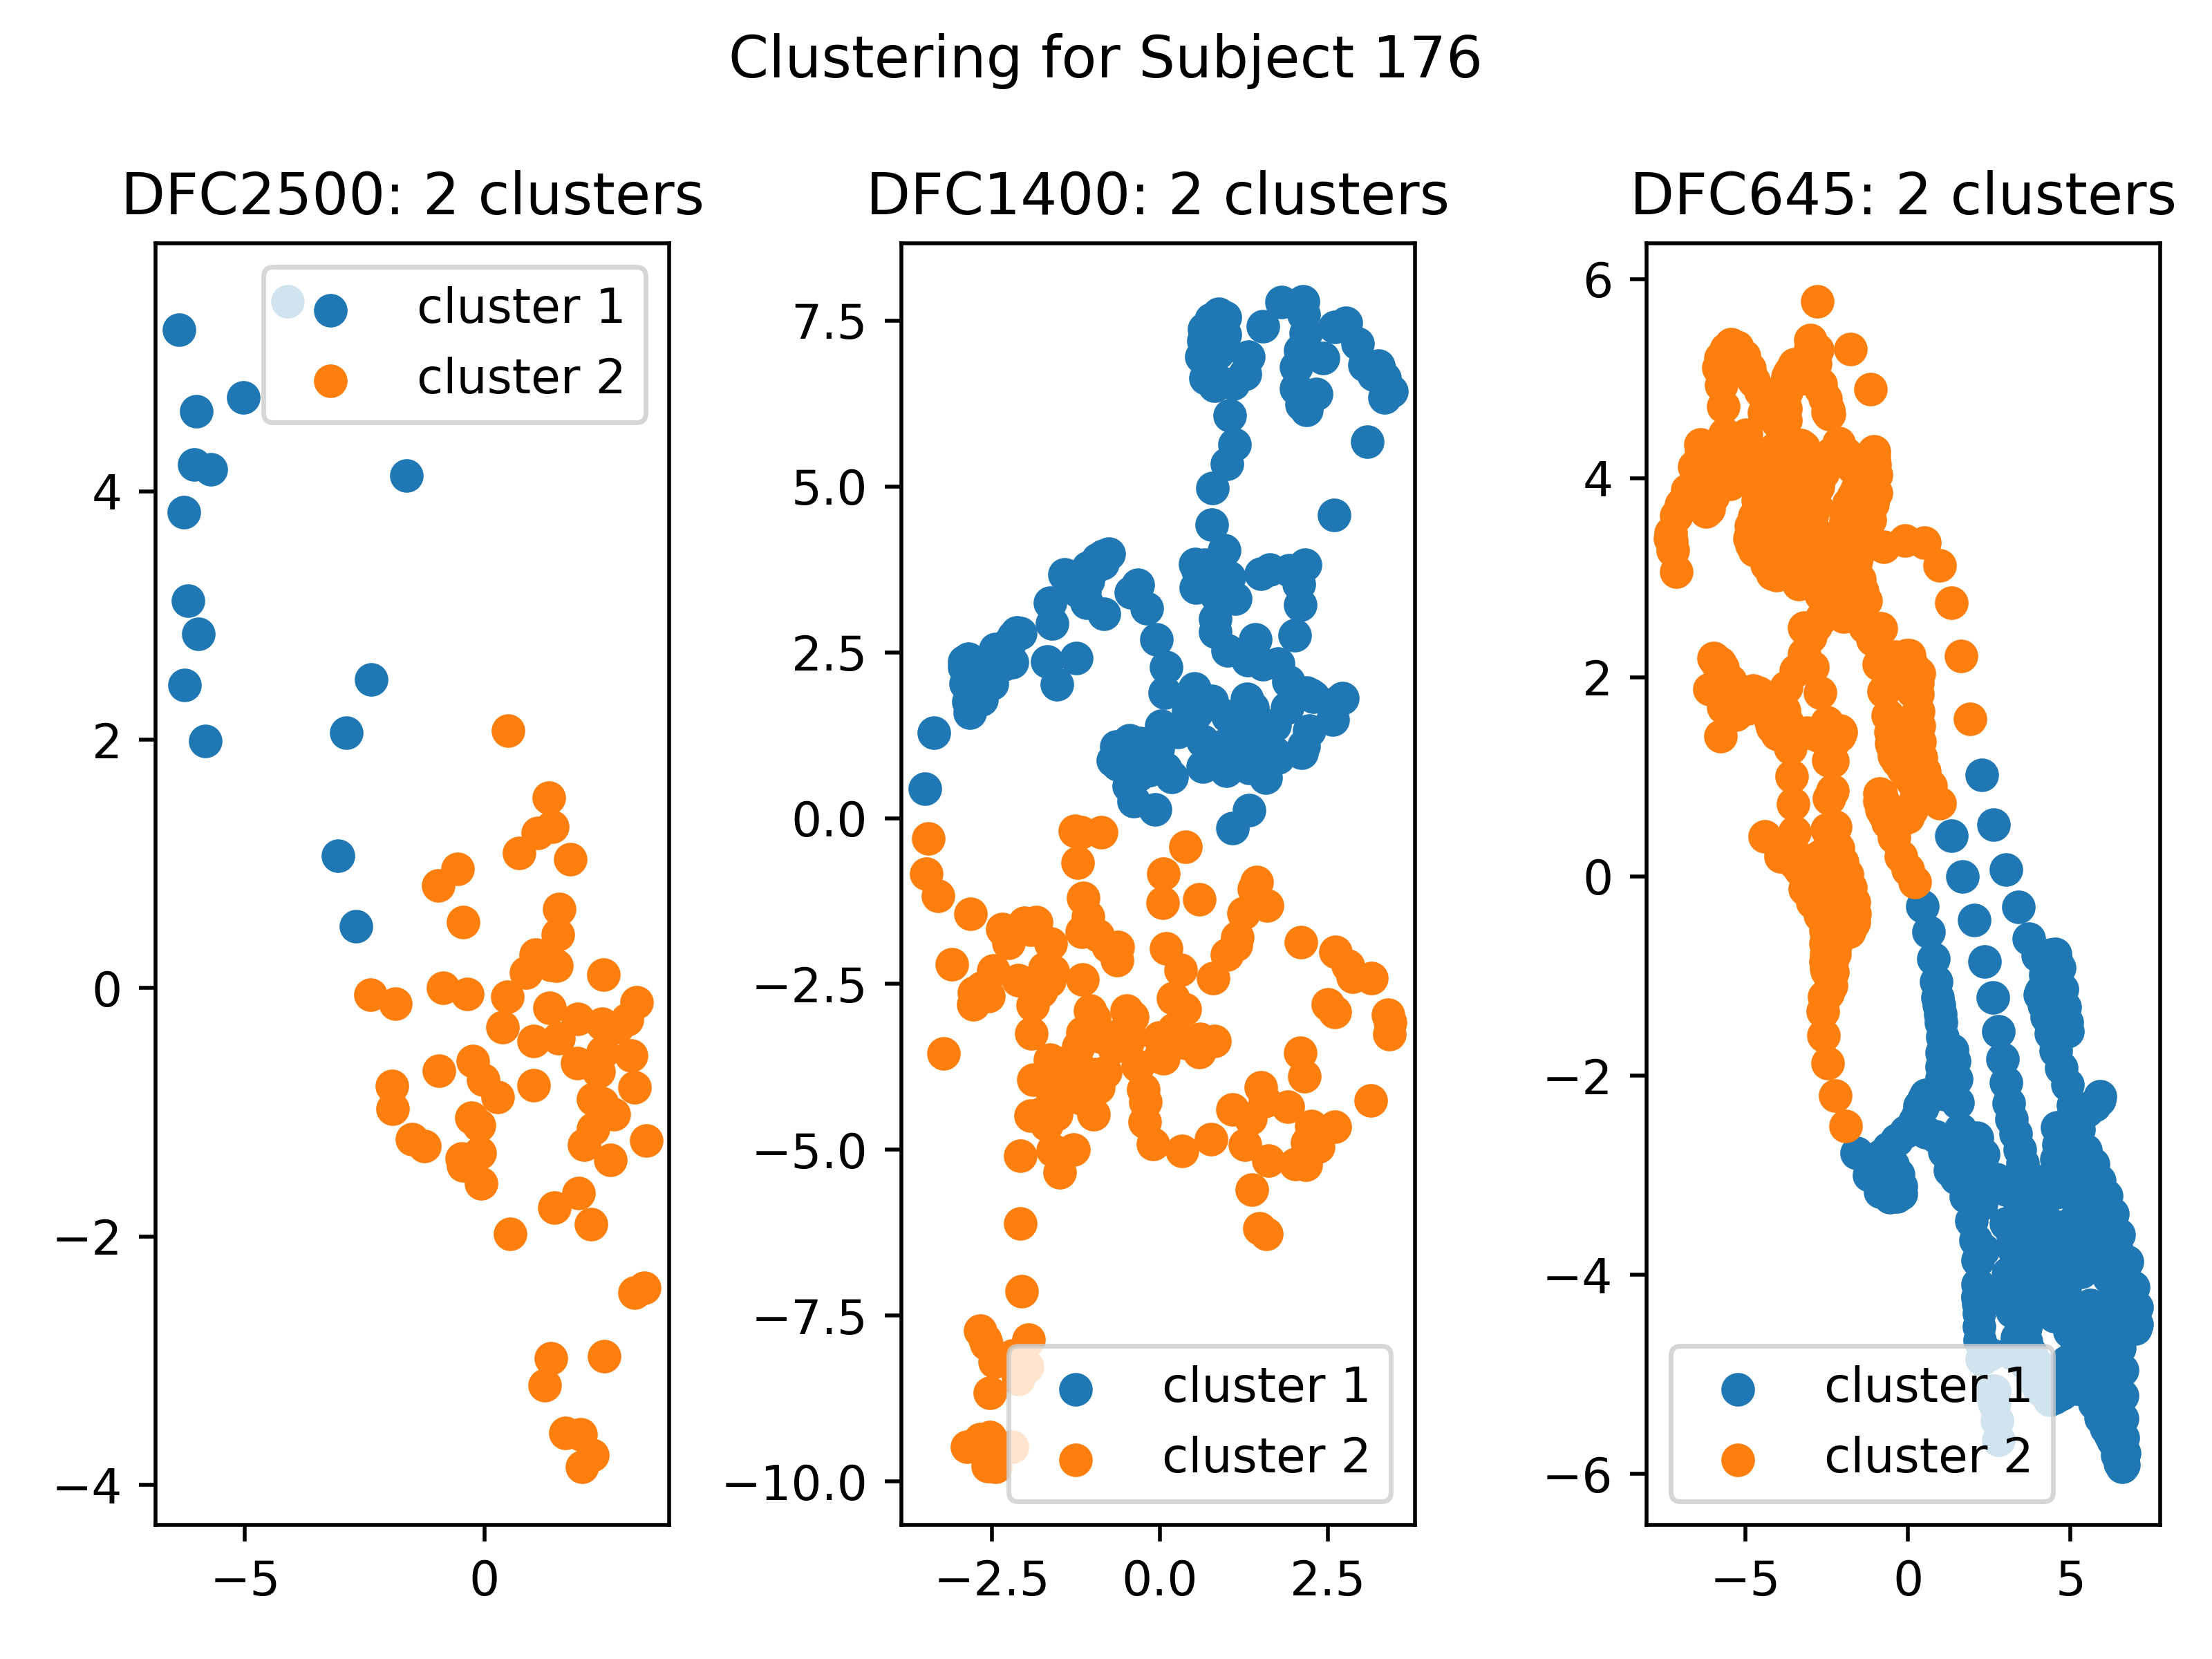 Clustering for Subject 176
DFC2500: 2 clusters
cluster 1
cluster 2
4
2
0
−2
−4
−5
0
DFC1400: 2 clusters
7.5
5.0
2.5
0.0
−2.5
−5.0
−7.5
−10.0
cluster 1
cluster 2
−2.5
0.0
2.5
DFC645: 2 clusters
6
4
2
0
−2
−4
−6
cluster 1
cluster 2
−5
0
5